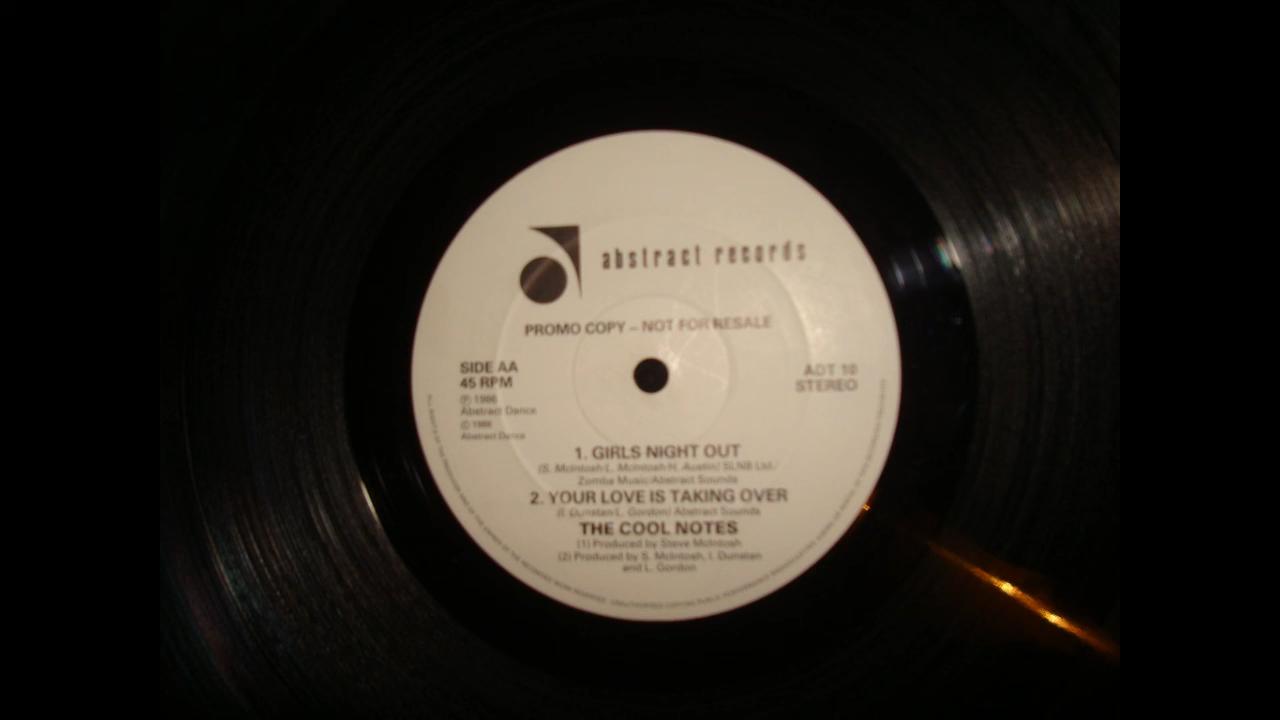 abstract records
PROMO COPY – NOT FOR RESALE
SIDE AA
45 RPM
℗ 1986
Abstract Dance
© 1986
Abstract Dance
ADT 10
STEREO
1. GIRLS NIGHT OUT
(S. McIntosh/L. McIntosh/H. Austin/ SLNB Ltd./
Zomba Music/Abstract Sounds
2. YOUR LOVE IS TAKING OVER
(I. Dunstan/L. Gordon/ Abstract Sounds
THE COOL NOTES
(1) Produced by Steve McIntosh
(2) Produced by S. McIntosh, I. Dunstan
and L. Gordon